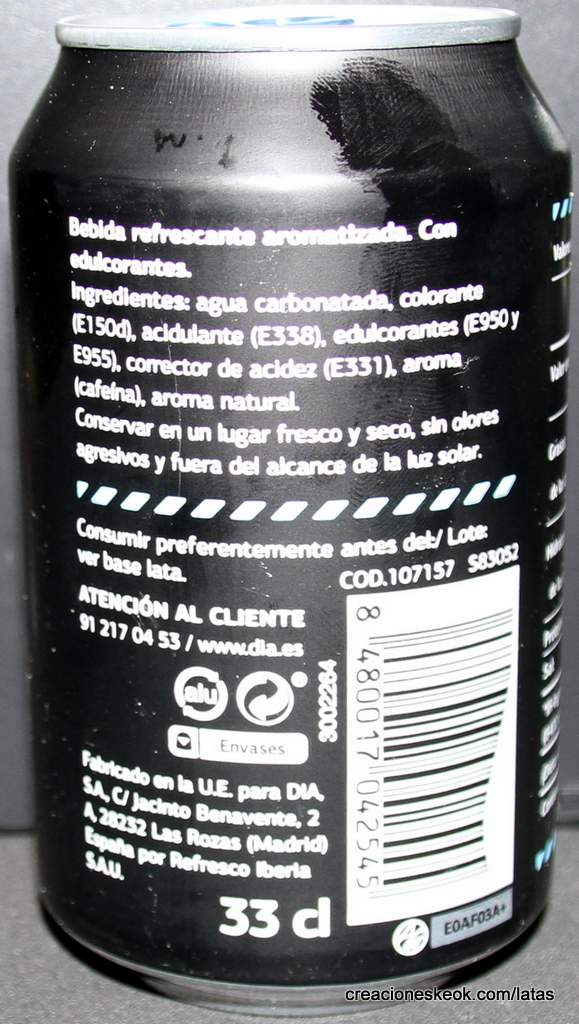 Bebida refrescante aromatizada. Con
edulcorantes.
Ingredientes: agua carbonatada, colorante
(E150d), acidulante (E338), edulcorantes (E950 y
E955), corrector de acidez (E331), aroma
(cafeína), aroma natural.
Conservar en un lugar fresco y seco, sin olores
agresivos y fuera del alcance de la luz solar.
Consumir preferentemente antes del:/ Lote:
ver base lata.
COD.107157 S83052
ATENCIÓN AL CLIENTE
91 217 04 53 / www.dia.es
alu
3002264
Envases
Fabricado en la U.E. para DIA,
S.A, C/ Jacinto Benavente, 2
A, 28232 Las Rozas (Madrid)
España por Refresco Iberia
S.A.U.
33 cl
8 480017 042545
E0AF03A+
creacioneskeok.com/latas